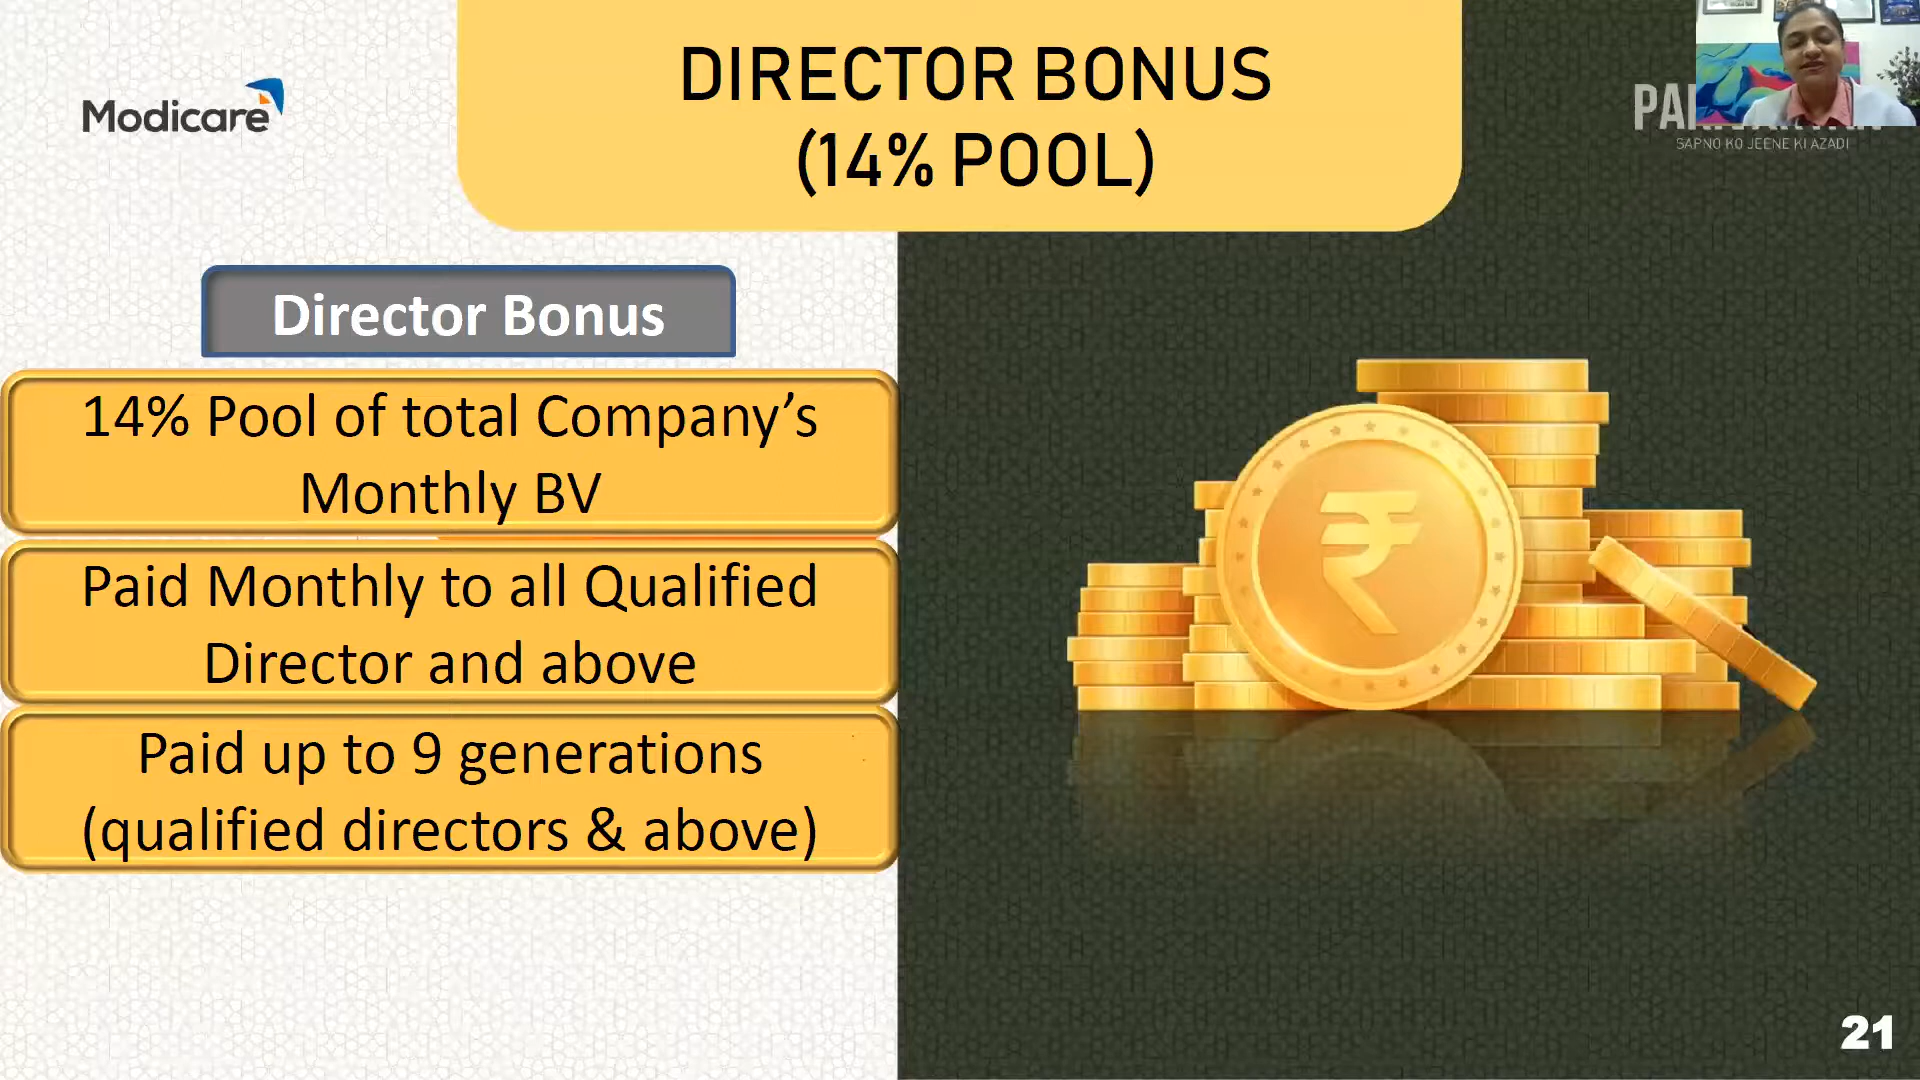 Modicare
DIRECTOR BONUS
(14% POOL)
SAPNO KO JEENE KI AZADI
Director Bonus
14% Pool of total Company’s
Monthly BV
Paid Monthly to all Qualified
Director and above
Paid up to 9 generations
(qualified directors & above)
21